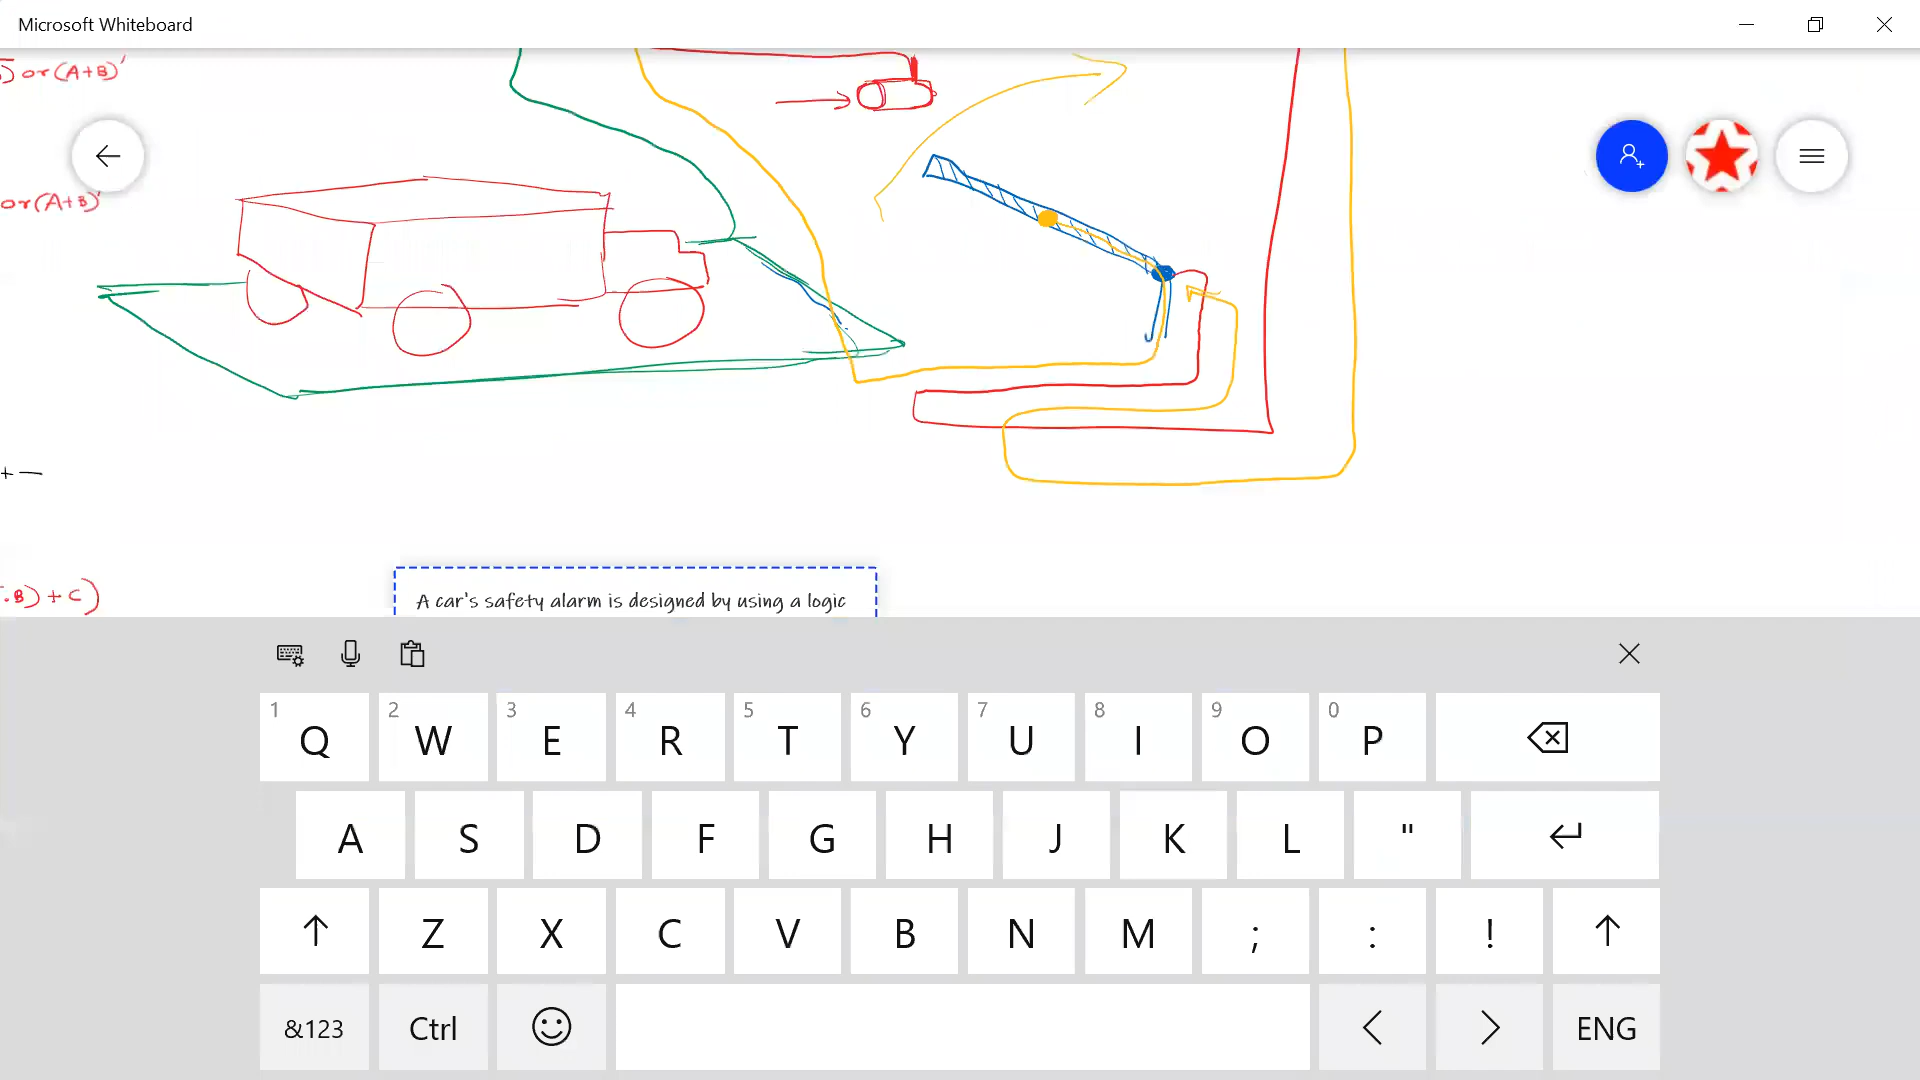 Microsoft Whiteboard
or (A+B)'
or (A+B)'
+ —
.B) + C)
A car's safety alarm is designed by using a logic
1 Q 2 W 3 E 4 R 5 T 6 Y 7 U 8 I 9 O 0 P
A S D F G H J K L "
Z X C V B N M ; : !
&123 Ctrl ENG